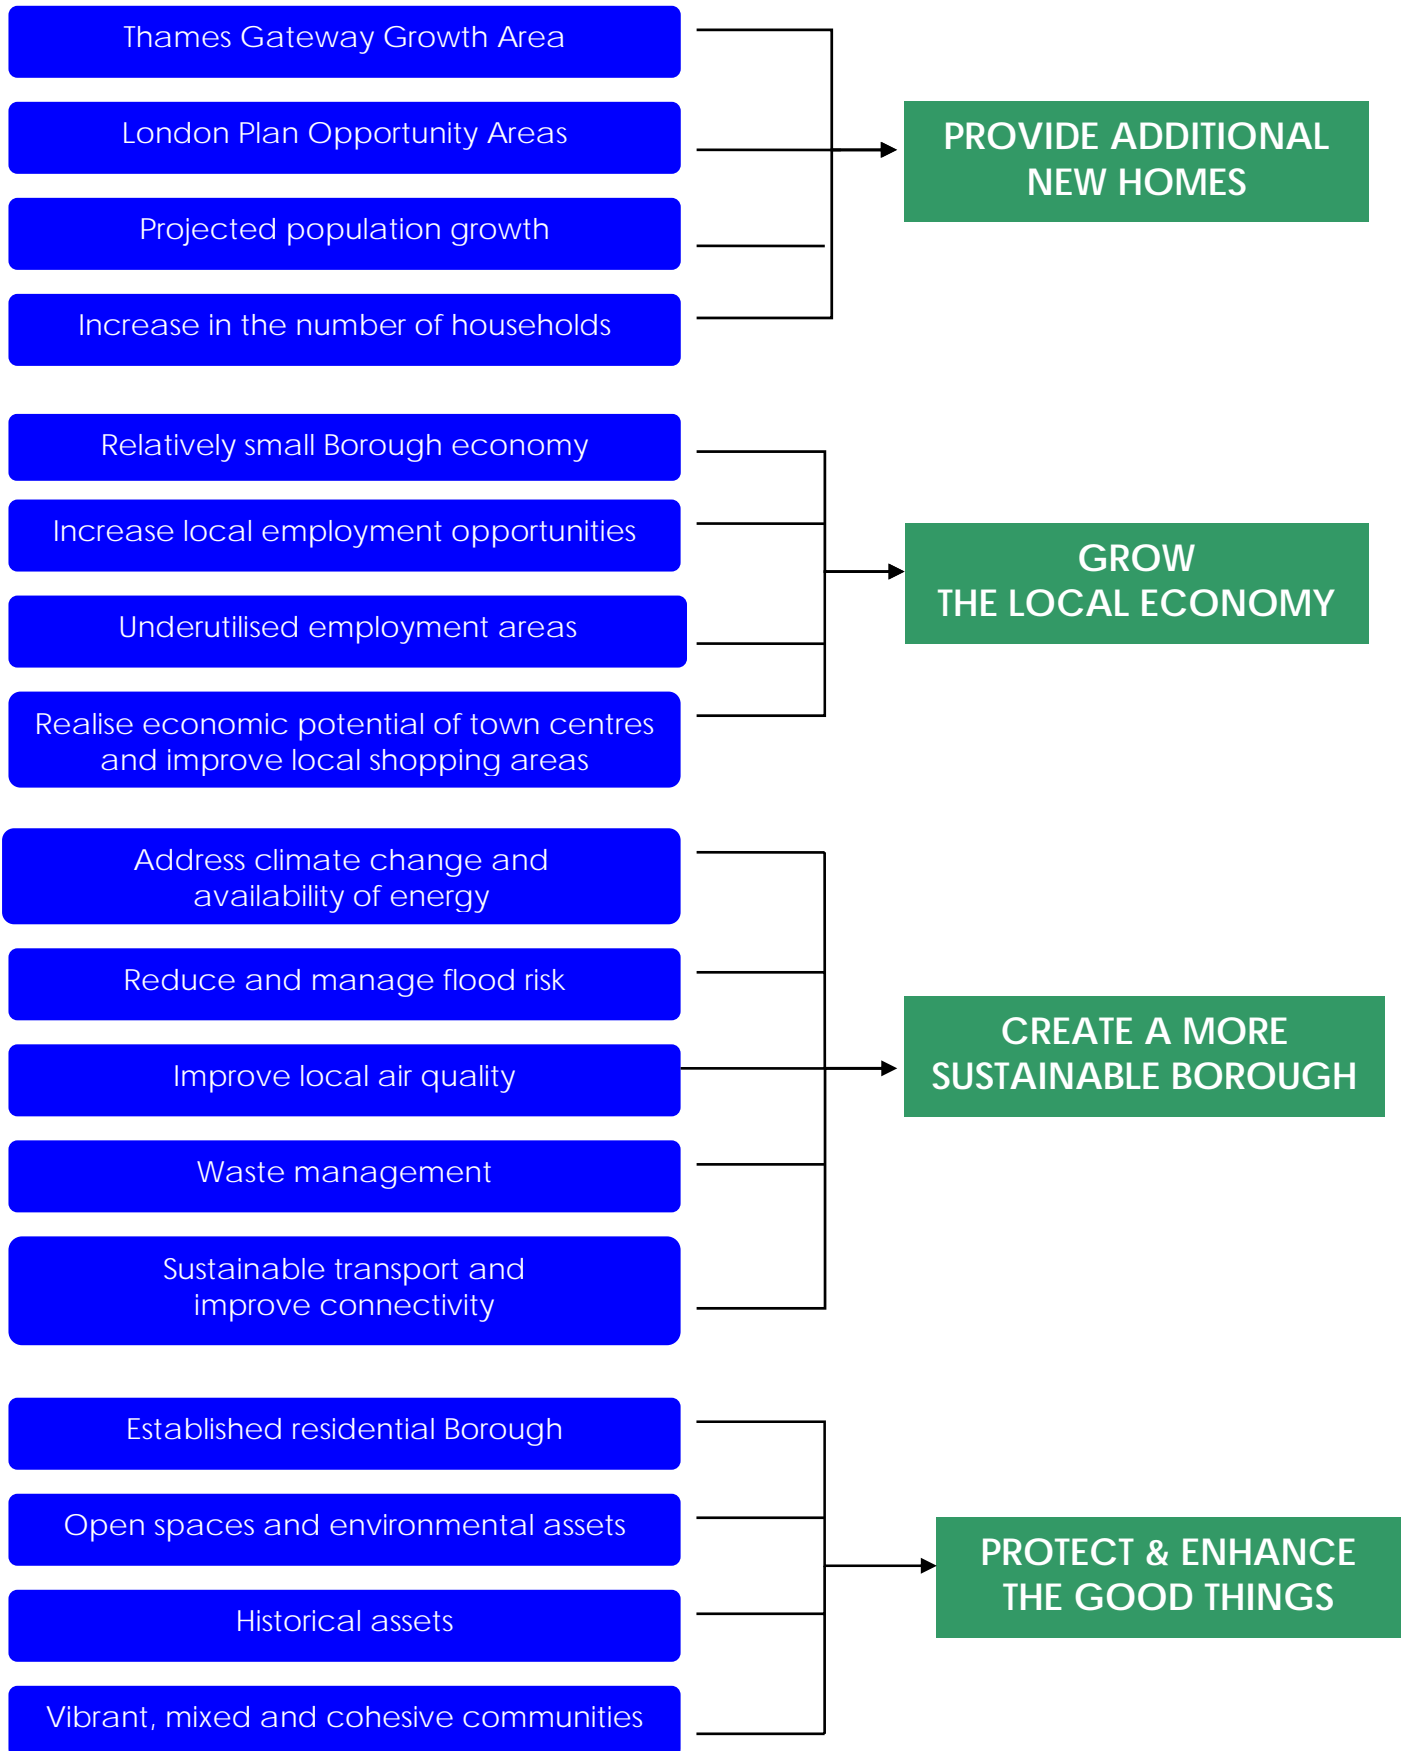 Thames Gateway Growth Area
London Plan Opportunity Areas
Projected population growth
Increase in the number of households
PROVIDE ADDITIONAL
NEW HOMES
Relatively small Borough economy
Increase local employment opportunities
Underutilised employment areas
Realise economic potential of town centres
and improve local shopping areas
GROW
THE LOCAL ECONOMY
Address climate change and
availability of energy
Reduce and manage flood risk
Improve local air quality
Waste management
Sustainable transport and
improve connectivity
CREATE A MORE
SUSTAINABLE BOROUGH
Established residential Borough
Open spaces and environmental assets
Historical assets
Vibrant, mixed and cohesive communities
PROTECT & ENHANCE
THE GOOD THINGS